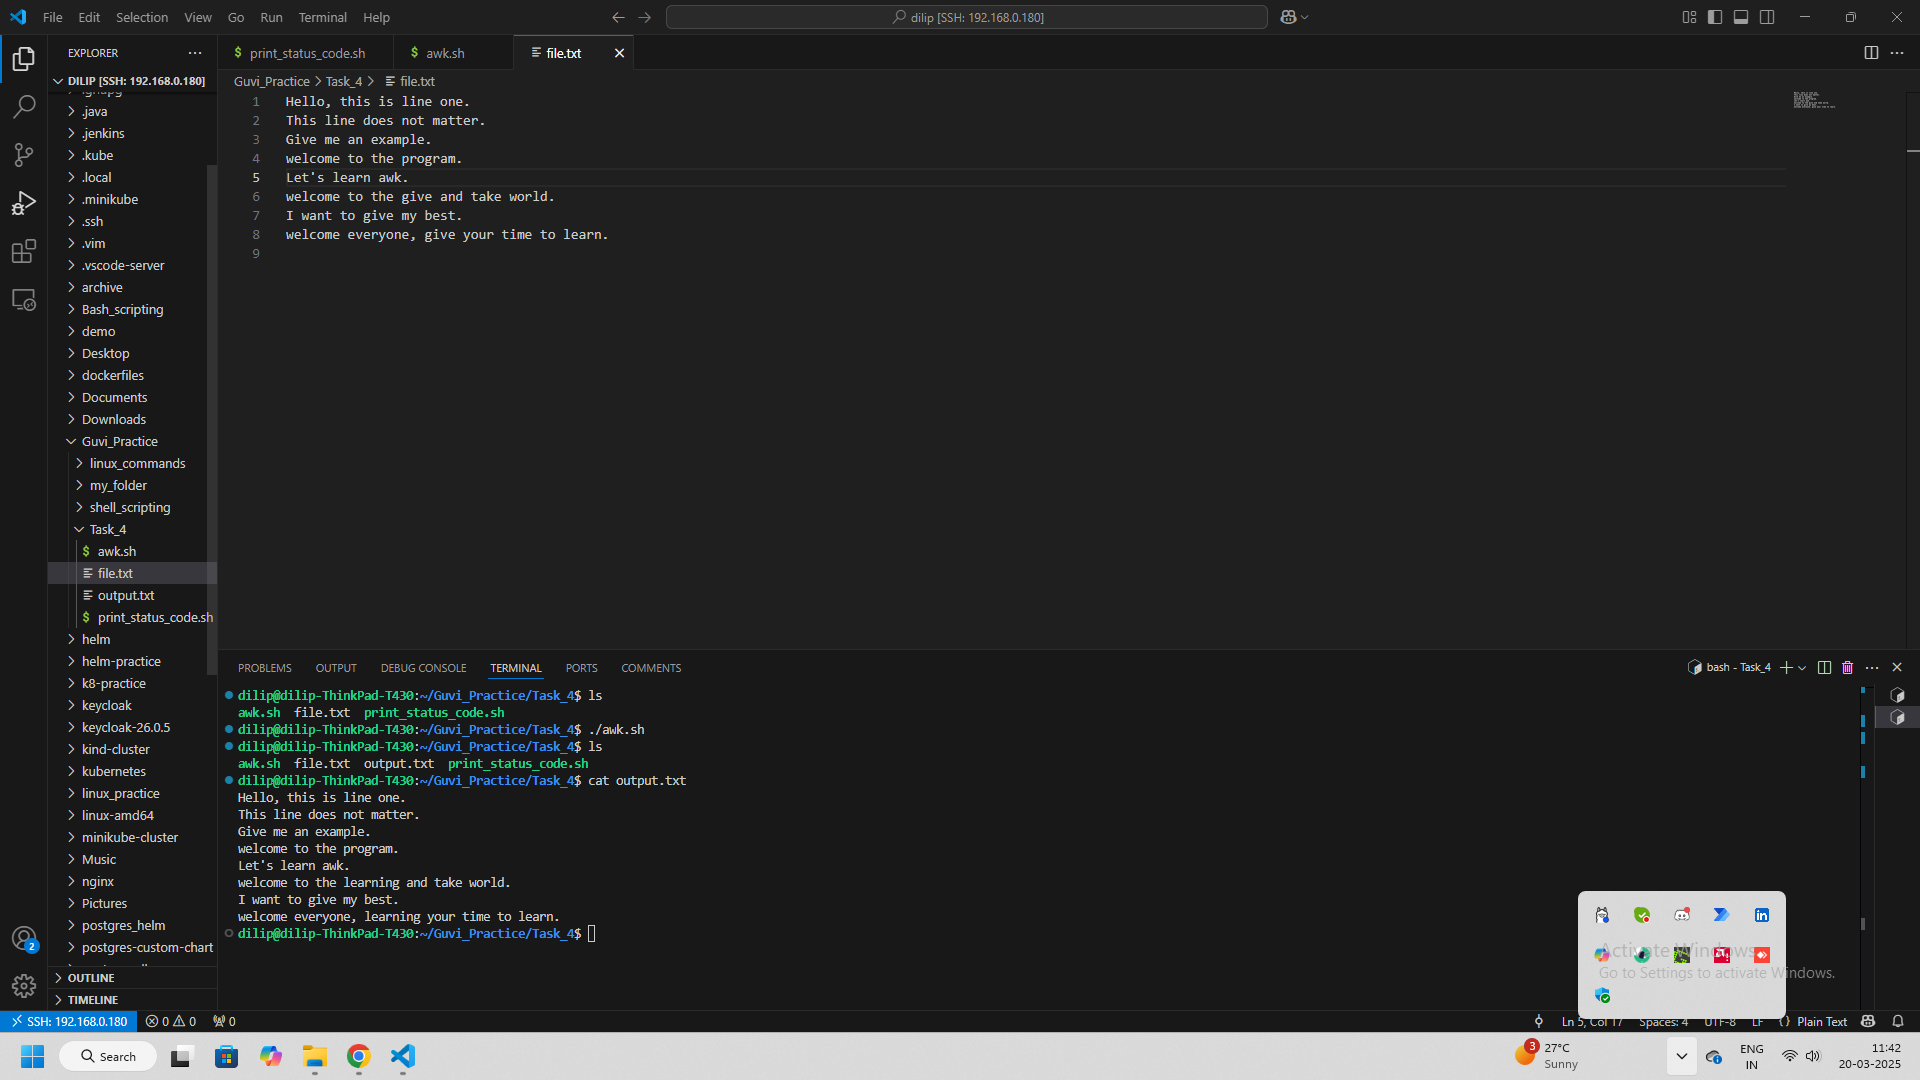 File Edit Selection View Go Run Terminal Help
dilip [SSH: 192.168.0.180]
EXPLORER
DILIP [SSH: 192.168.0.180]
.java
.jenkins
.kube
.local
.minikube
.ssh
.vim
.vscode-server
archive
Bash_scripting
demo
Desktop
dockerfiles
Documents
Downloads
Guvi_Practice
linux_commands
my_folder
shell_scripting
Task_4
$ awk.sh
file.txt
output.txt
$ print_status_code.sh
helm
helm-practice
k8-practice
keycloak
keycloak-26.0.5
kind-cluster
kubernetes
linux_practice
linux-amd64
minikube-cluster
Music
nginx
Pictures
postgres_helm
postgres-custom-chart
OUTLINE
TIMELINE
2
$ print_status_code.sh $ awk.sh file.txt
Guvi_Practice > Task_4 > file.txt
1 Hello, this is line one.
2 This line does not matter.
3 Give me an example.
4 welcome to the program.
5 Let's learn awk.
6 welcome to the give and take world.
7 I want to give my best.
8 welcome everyone, give your time to learn.
9
PROBLEMS OUTPUT DEBUG CONSOLE TERMINAL PORTS COMMENTS
bash - Task_4
dilip@dilip-ThinkPad-T430:~/Guvi_Practice/Task_4$ ls
awk.sh file.txt print_status_code.sh
dilip@dilip-ThinkPad-T430:~/Guvi_Practice/Task_4$ ./awk.sh
dilip@dilip-ThinkPad-T430:~/Guvi_Practice/Task_4$ ls
awk.sh file.txt output.txt print_status_code.sh
dilip@dilip-ThinkPad-T430:~/Guvi_Practice/Task_4$ cat output.txt
Hello, this is line one.
This line does not matter.
Give me an example.
welcome to the program.
Let's learn awk.
welcome to the learning and take world.
I want to give my best.
welcome everyone, learning your time to learn.
dilip@dilip-ThinkPad-T430:~/Guvi_Practice/Task_4$
in
Activate Windows
Go to Settings to activate Windows.
SSH: 192.168.0.180 0 0 0
Ln 5, Col 17 Spaces: 4 UTF-8 LF {} Plain Text
Search
3
27°C
Sunny
ENG
IN
11:42
20-03-2025